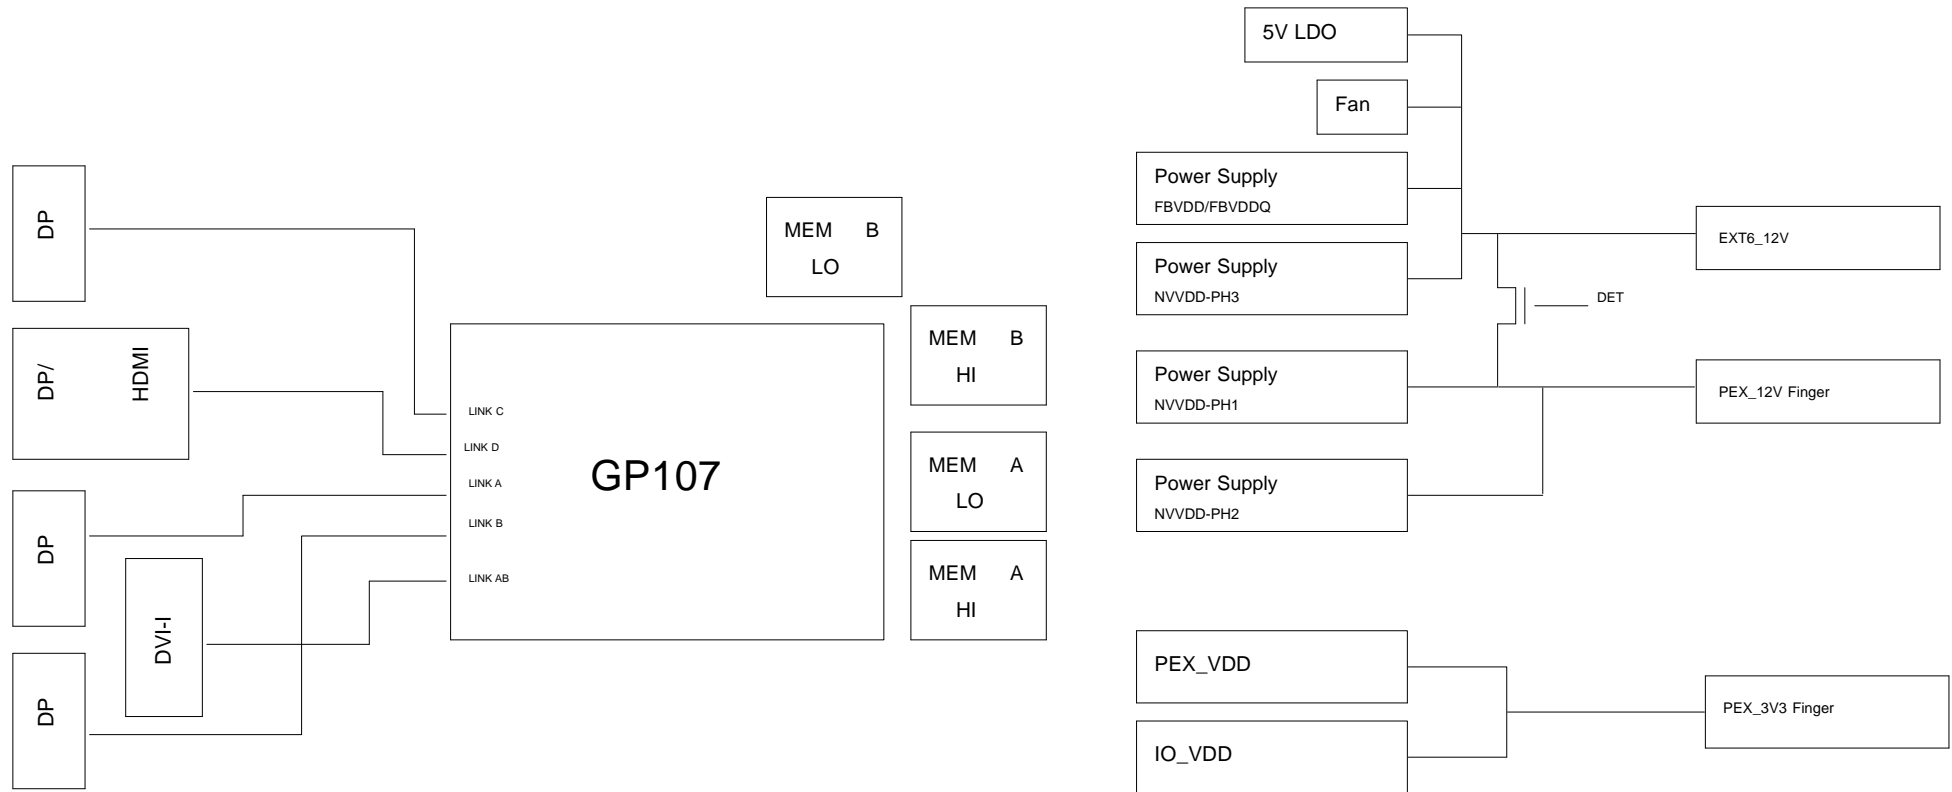 5V LDO
Fan
Power Supply
FBVDD/FBVDDQ
Power Supply
NVVDD-PH3
Power Supply
NVVDD-PH1
Power Supply
NVVDD-PH2
EXT6_12V
DET
PEX_12V Finger
PEX_VDD
IO_VDD
PEX_3V3 Finger
DP
DP/
HDMI
DP
DVI-I
DP
LINK C
LINK D
LINK A
LINK B
LINK AB
GP107
MEM B
LO
MEM B
HI
MEM A
LO
MEM A
HI